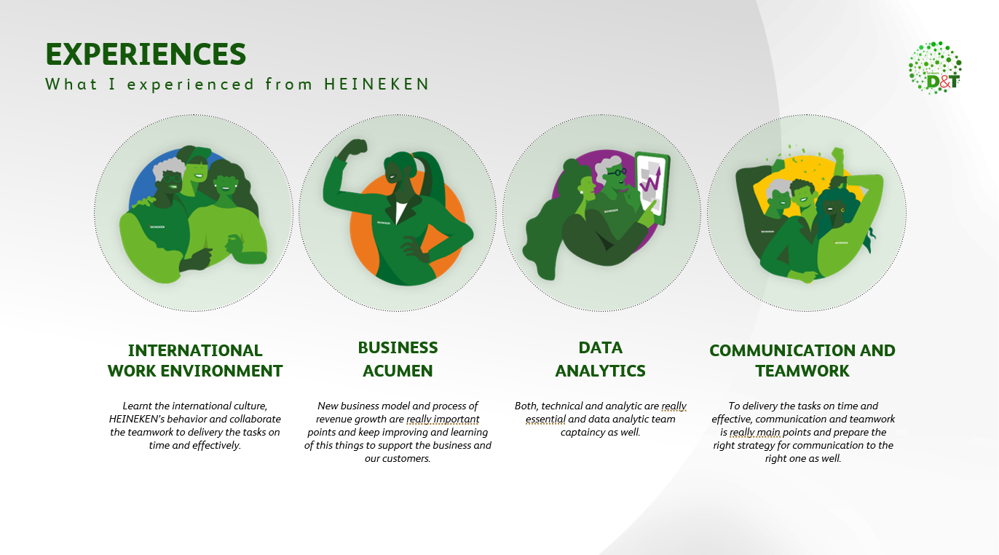 EXPERIENCES
What I experienced from HEINEKEN
D&T
HEINEKEN
HEINEKEN
HEINEKEN
HEINEKEN
HEINEKEN
INTERNATIONAL
WORK ENVIRONMENT
Learnt the international culture,
HEINEKEN's behavior and collaborate
the teamwork to delivery the tasks on
time and effectively.
BUSINESS
ACUMEN
New business model and process of
revenue growth are really important
points and keep improving and learning
of this things to support the business and
our customers.
DATA
ANALYTICS
Both, technical and analytic are really
essential and data analytic team
captaincy as well.
COMMUNICATION AND
TEAMWORK
To delivery the tasks on time and
effective, communication and teamwork
is really main points and prepare the
right strategy for communication to the
right one as well.